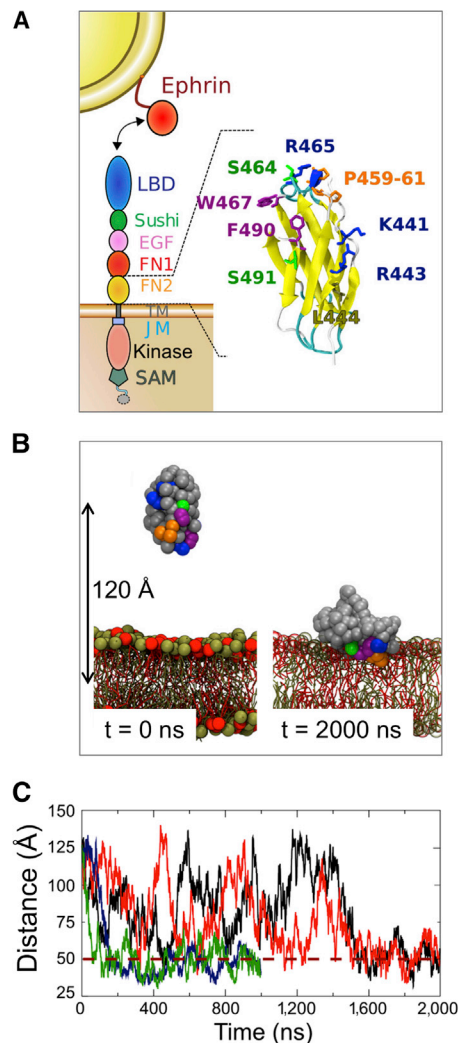 A
Ephrin
LBD
Sushi
EGF
FN1
FN2
TM
JM
Kinase
SAM
R465
S464
P459-61
W467
F490
K441
S491
R443
L444
B
120 Å
t = 0 ns
t = 2000 ns
C
Distance (Å)
150
125
100
75
50
25
0
400
800
1,200
1,600
2,000
Time (ns)